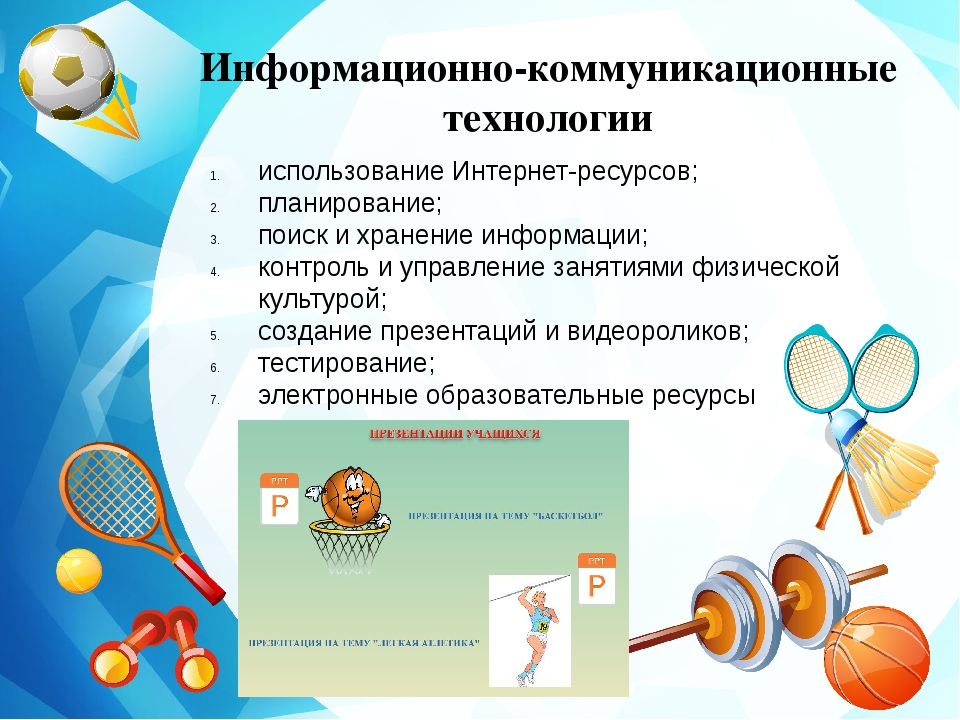 Информационно-коммуникационные
технологии
1. использование Интернет-ресурсов;
2. планирование;
3. поиск и хранение информации;
4. контроль и управление занятиями физической
культурой;
5. создание презентаций и видеороликов;
6. тестирование;
7. электронные образовательные ресурсы
ПРЕЗЕНТАЦИИ УЧАЩИХСЯ
PPT
P
ПРЕЗЕНТАЦИЯ НА ТЕМУ "БАСКЕТБОЛ"
PPT
P
ПРЕЗЕНТАЦИЯ НА ТЕМУ "ЛЕГКАЯ АТЛЕТИКА"